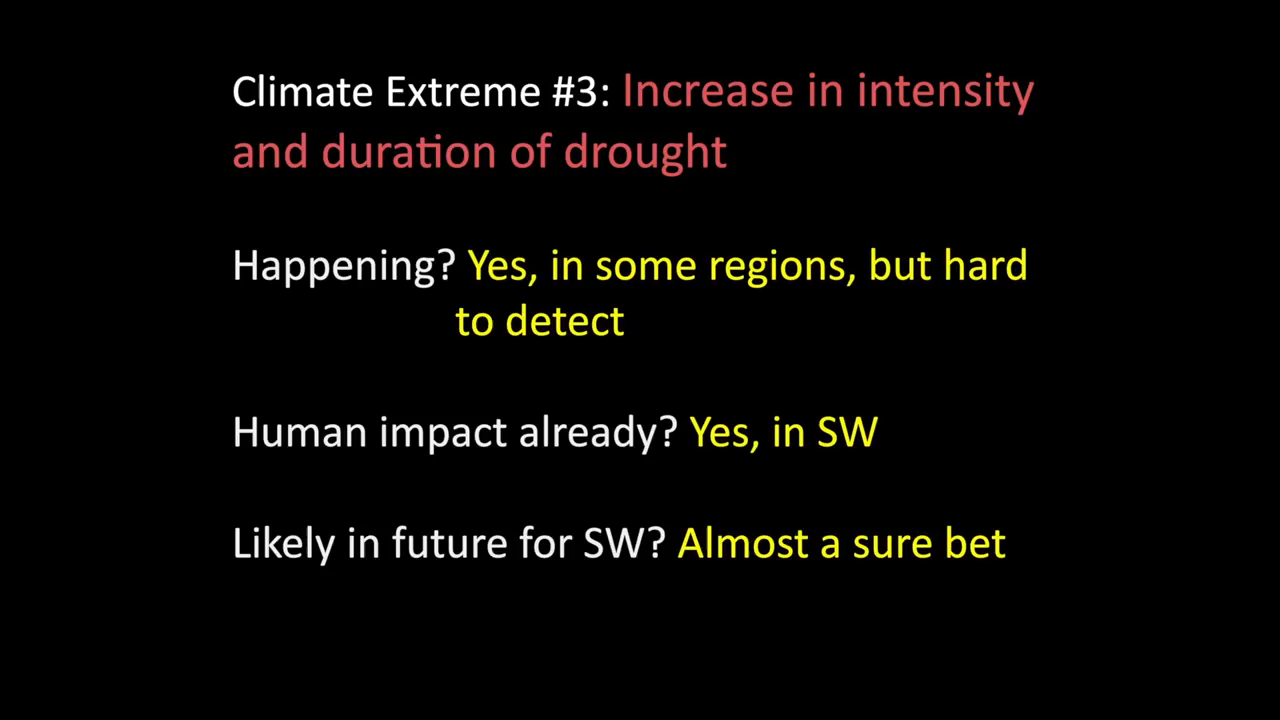 Climate Extreme #3: Increase in intensity
and duration of drought
Happening? Yes, in some regions, but hard
to detect
Human impact already? Yes, in SW
Likely in future for SW? Almost a sure bet